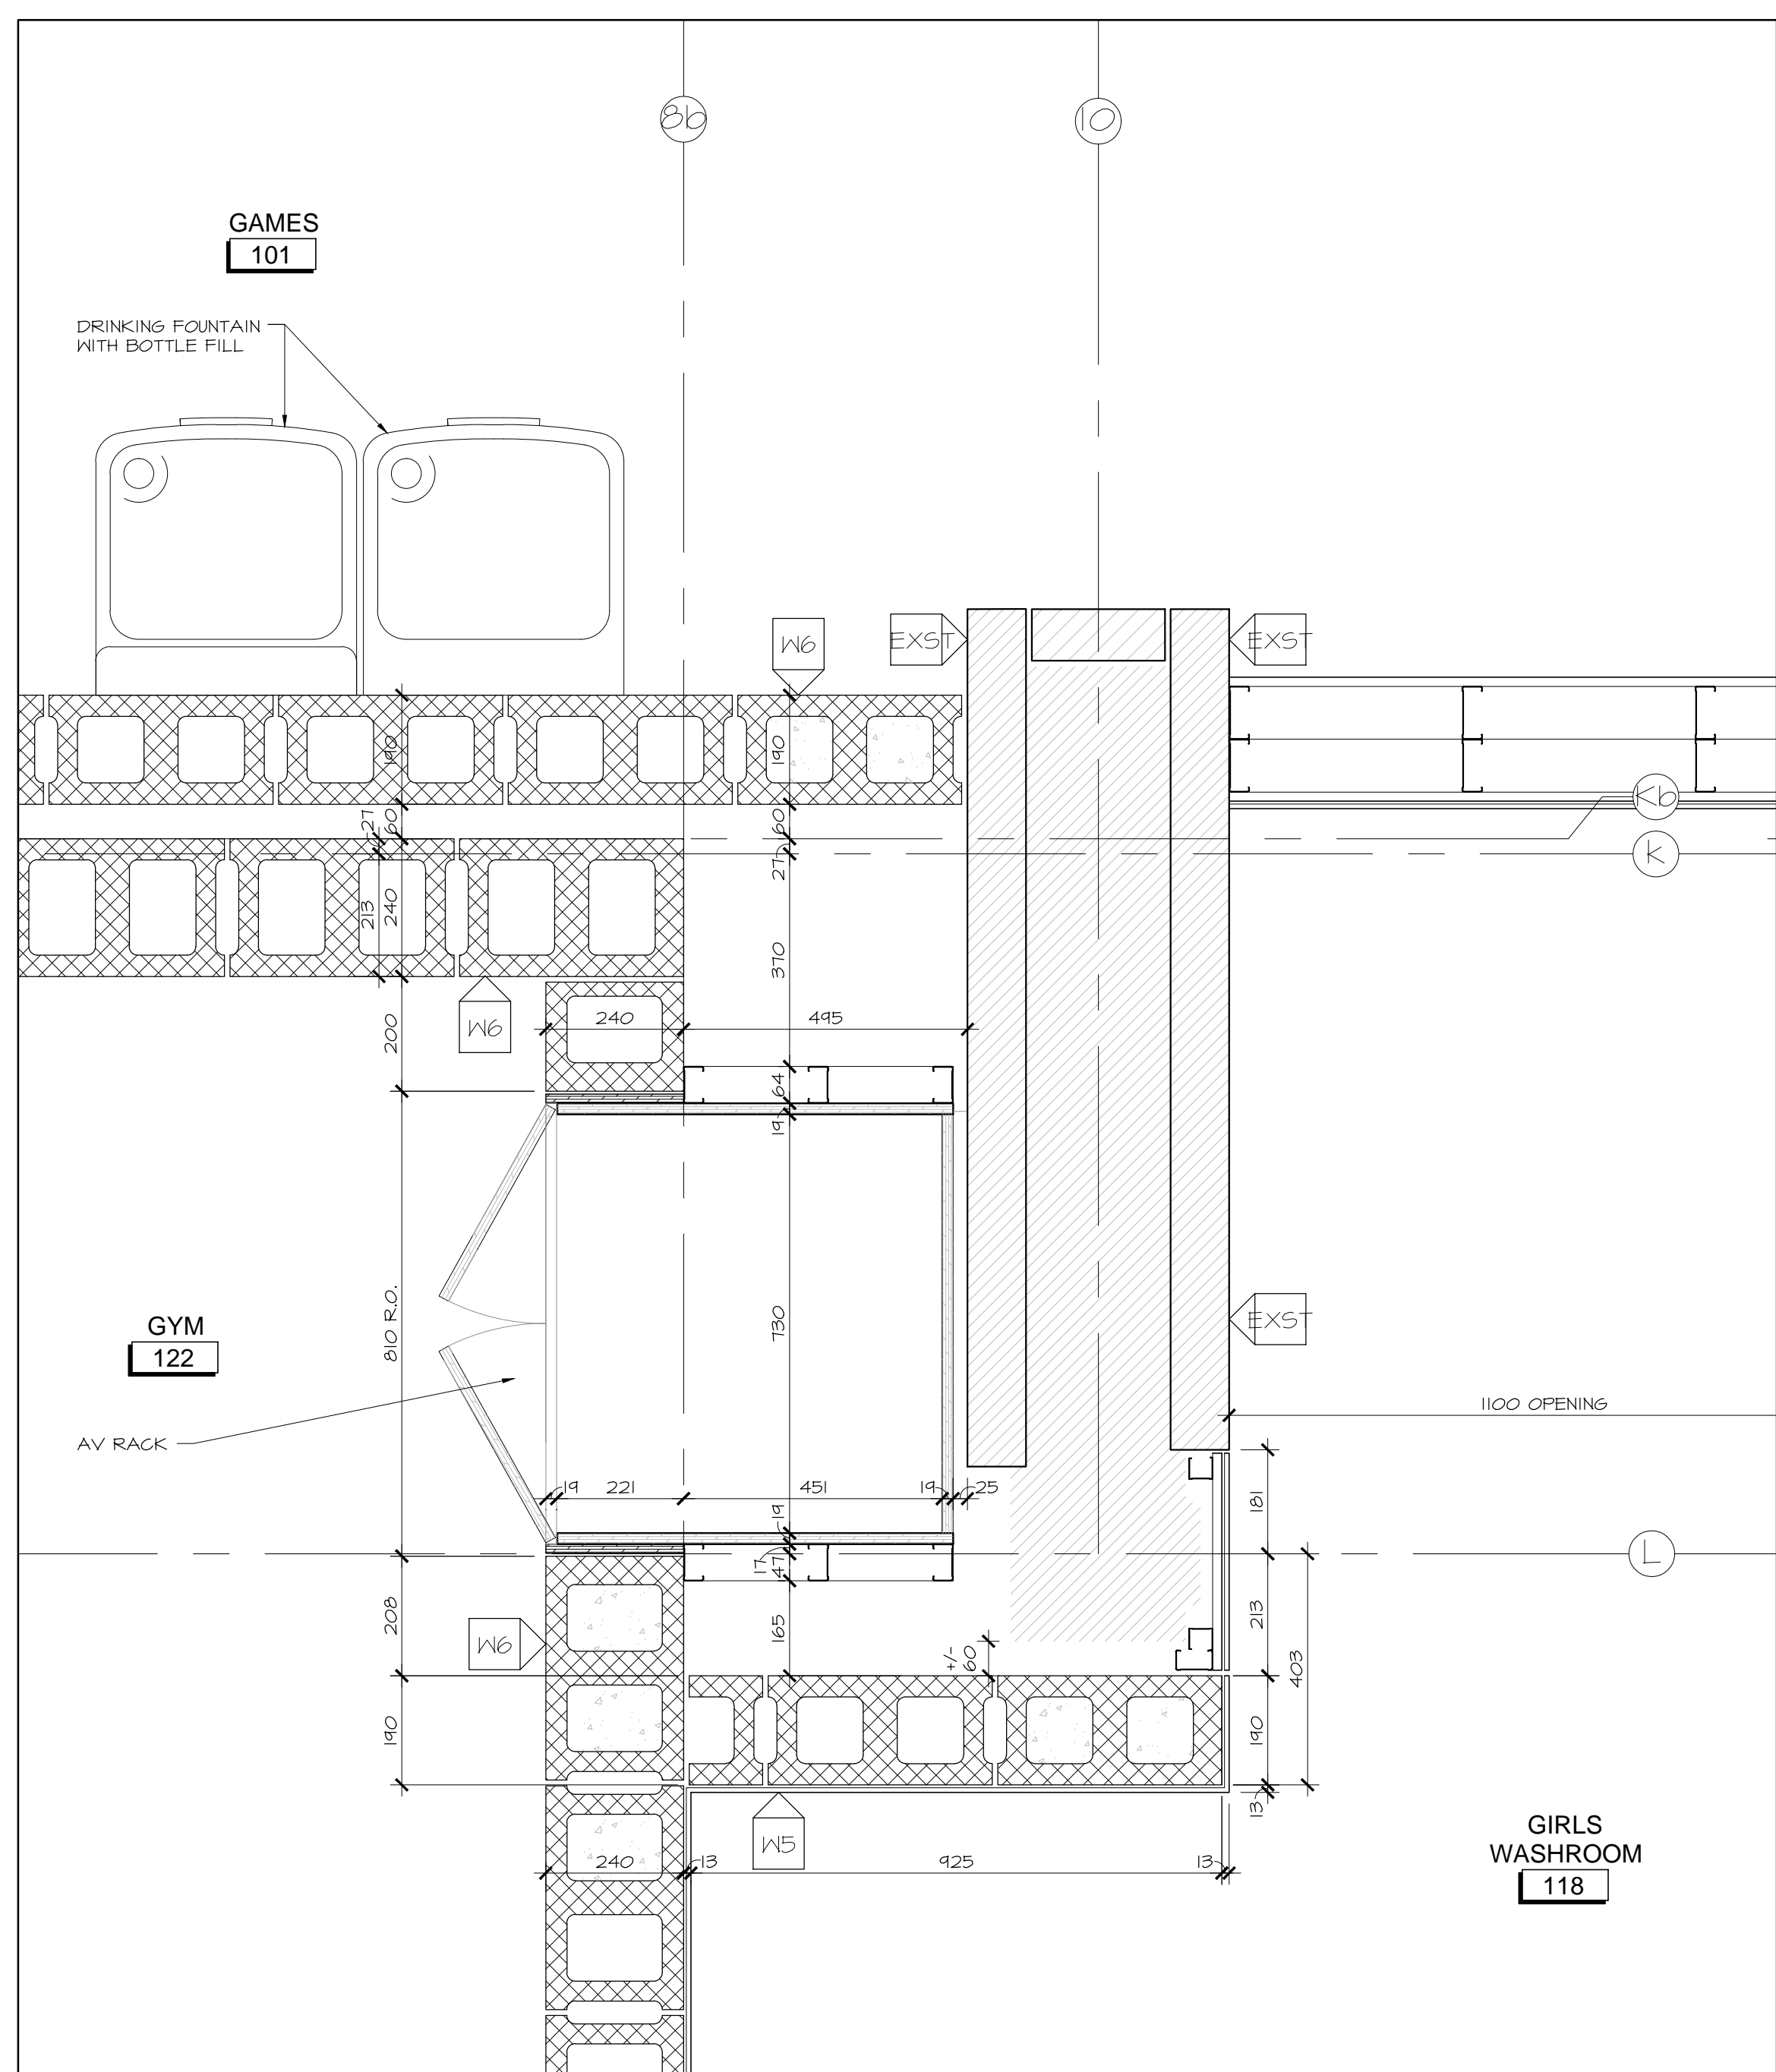 8b
10
GAMES
101
DRINKING FOUNTAIN
WITH BOTTLE FILL
W6
EXST
EXST
190
190
Kb
27
60
60
K
27
213
240
370
W6
200
240
495
64
19
810 R.O.
730
EXST
GYM
122
1100 OPENING
AV RACK
19
221
451
19
25
19
181
17
47
L
208
W6
165
+/-
60
213
403
190
190
13
W5
240
13
925
13
GIRLS
WASHROOM
118